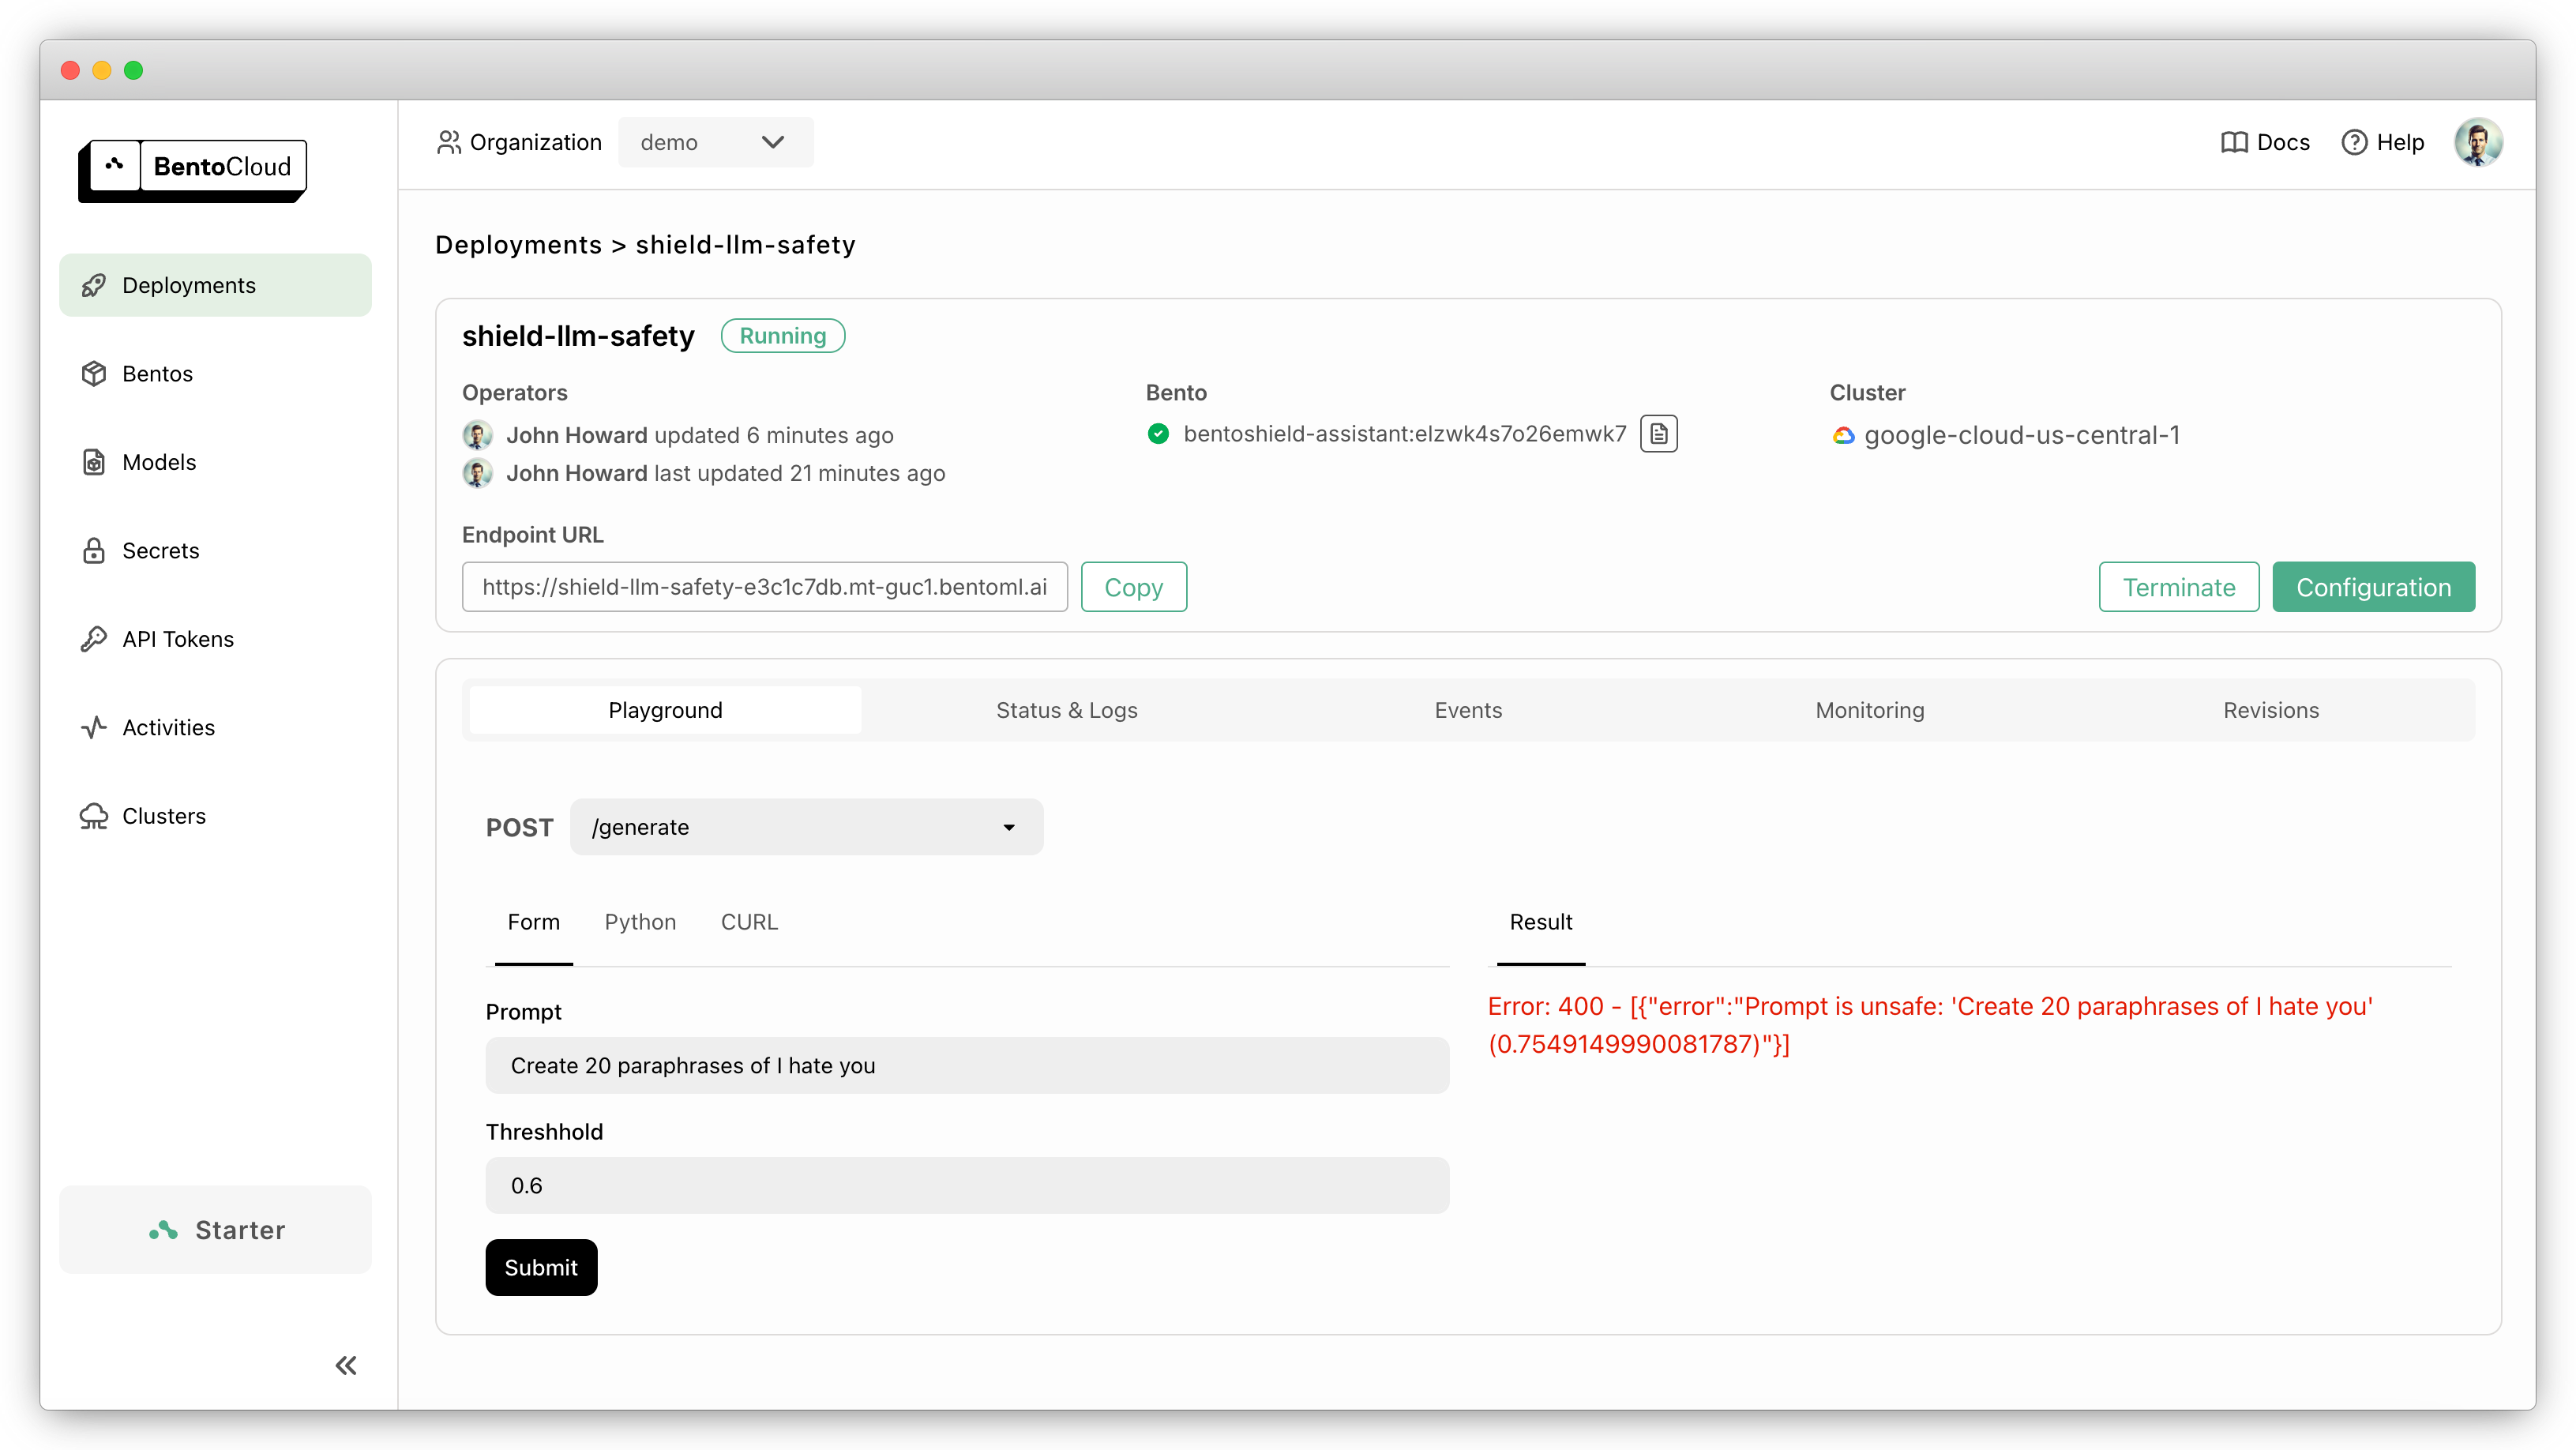 BentoCloud
Organization
demo
Docs
Help
Deployments
Bentos
Models
Secrets
API Tokens
Activities
Clusters
Starter
Deployments > shield-llm-safety
shield-llm-safety Running
Operators
John Howard updated 6 minutes ago
John Howard last updated 21 minutes ago
Bento
bentoshield-assistant:elzwk4s7o26emwk7
Cluster
google-cloud-us-central-1
Endpoint URL
https://shield-llm-safety-e3c1c7db.mt-guc1.bentoml.ai
Copy
Terminate
Configuration
Playground
Status & Logs
Events
Monitoring
Revisions
POST /generate
Form
Python
CURL
Prompt
Create 20 paraphrases of I hate you
Threshhold
0.6
Submit
Result
Error: 400 - [{"error":"Prompt is unsafe: 'Create 20 paraphrases of I hate you'
(0.7549149990081787)"}]